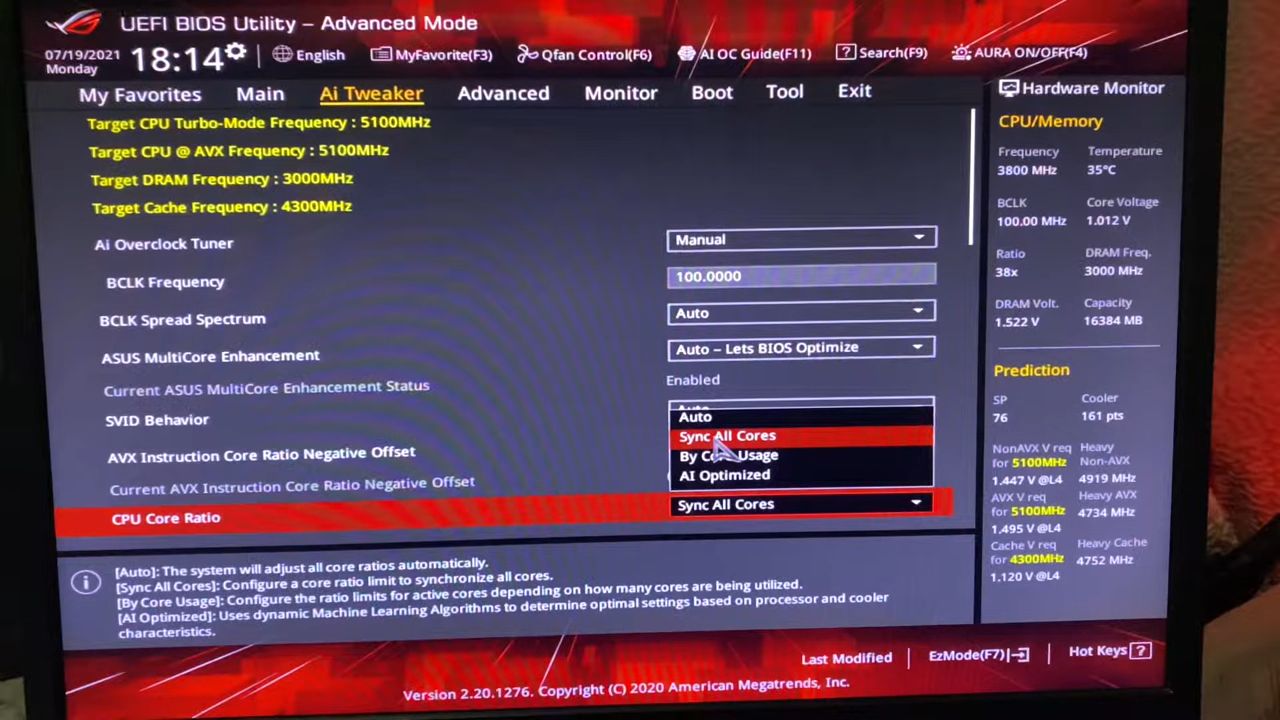 UEFI BIOS Utility – Advanced Mode
07/19/2021
Monday
18:14
English
MyFavorite(F3)
Qfan Control(F6)
AI OC Guide(F11)
? Search(F9)
AURA ON/OFF(F4)
My Favorites
Main
Ai Tweaker
Advanced
Monitor
Boot
Tool
Exit
Target CPU Turbo-Mode Frequency : 5100MHz
Target CPU @ AVX Frequency : 5100MHz
Target DRAM Frequency : 3000MHz
Target Cache Frequency : 4300MHz
Ai Overclock Tuner
Manual
BCLK Frequency
100.0000
BCLK Spread Spectrum
Auto
ASUS MultiCore Enhancement
Auto – Lets BIOS Optimize
Current ASUS MultiCore Enhancement Status
Enabled
SVID Behavior
Auto
Sync All Cores
AVX Instruction Core Ratio Negative Offset
By Core Usage
Current AVX Instruction Core Ratio Negative Offset
AI Optimized
CPU Core Ratio
Sync All Cores
[Auto]: The system will adjust all core ratios automatically.
[Sync All Cores]: Configure a core ratio limit to synchronize all cores.
[By Core Usage]: Configure the ratio limits for active cores depending on how many cores are being utilized.
[AI Optimized]: Uses dynamic Machine Learning Algorithms to determine optimal settings based on processor and cooler
characteristics.
Hardware Monitor
CPU/Memory
Frequency Temperature
3800 MHz 35°C
BCLK Core Voltage
100.00 MHz 1.012 V
Ratio DRAM Freq.
38x 3000 MHz
DRAM Volt. Capacity
1.522 V 16384 MB
Prediction
SP Cooler
76 161 pts
NonAVX V req Heavy
for 5100MHz Non-AVX
1.447 V @L4 4919 MHz
AVX V req Heavy AVX
for 5100MHz 4734 MHz
1.495 V @L4
Cache V req Heavy Cache
for 4300MHz 4752 MHz
1.120 V @L4
Last Modified
EzMode(F7)
Hot Keys ?
Version 2.20.1276. Copyright (C) 2020 American Megatrends, Inc.